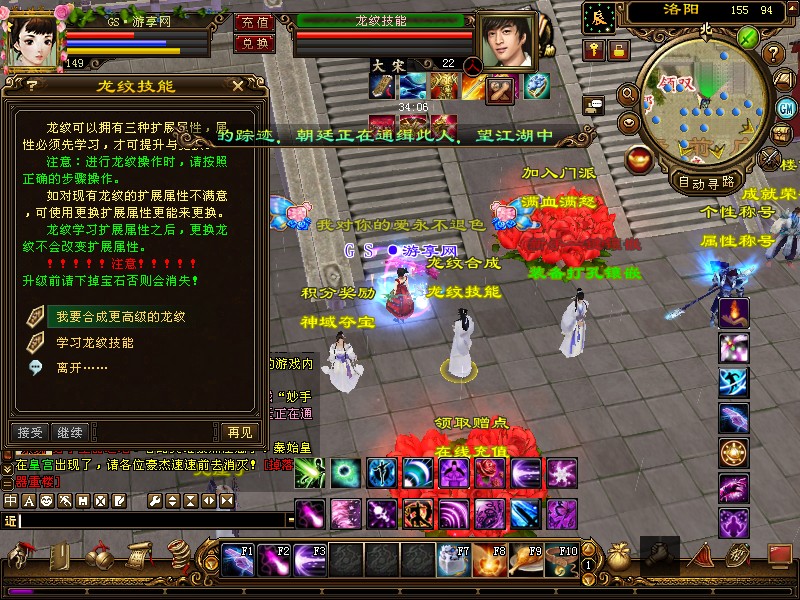 GS·游享网
149
充值
兑换
龙纹技能
大宋
22
34:06
辰
洛阳 155 94
北
GM
自动寻路
? 龙纹技能
龙纹可以拥有三种扩展属性，属
性必须先学习，才可提升与
注意：进行龙纹操作时，请按照
正确的步骤操作。
如对现有龙纹的扩展属性不满意
，可使用更换扩展属性更能来更换。
龙纹学习扩展属性之后，更换龙
纹不会改变扩展属性。
！！！！！注意！！！！！
升级前请下掉宝石否则会消失！
我要合成更高级的龙纹
学习龙纹技能
离开……
接受 继续 再见
的踪迹，朝廷正在通缉此人，望江湖中
加入门派
满血满怒
成就荣
个性称号
属性称号
我对你的爱永不退色
GS 游享网
龙纹合成
龙纹技能
装备打孔镶嵌
积分奖励
神域夺宝
领取赠点
在线充值
的游戏内
“妙手
正在通
秦始皇
在皇宫出现了，请各位豪杰速速前去消灭！
近
F1 F2 F3 F7 F8 F9 F10
1